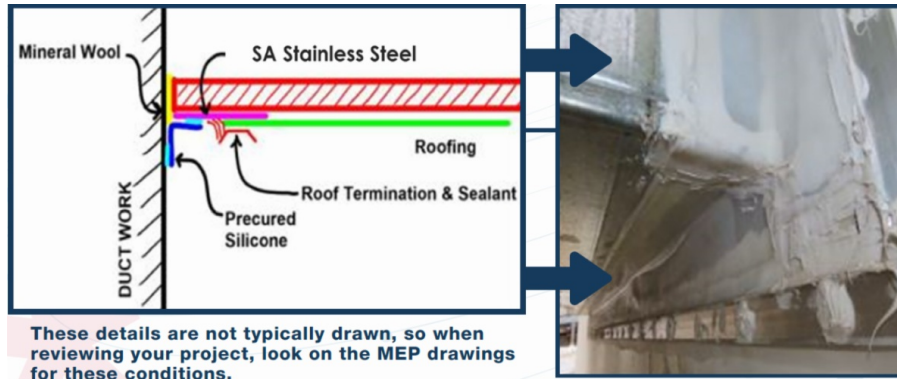 Mineral Wool
SA Stainless Steel
Roofing
Roof Termination & Sealant
Precured
Silicone
DUCT WORK
These details are not typically drawn, so when
reviewing your project, look on the MEP drawings
for these conditions.